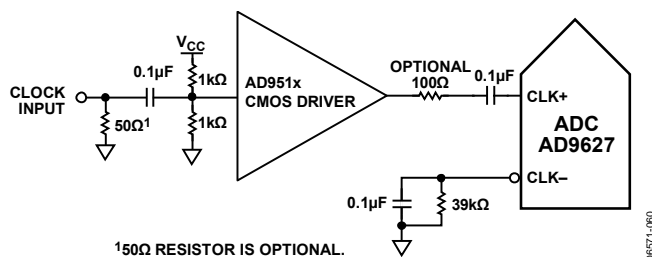 V_CC
0.1µF
1kΩ
AD951x
CMOS DRIVER
OPTIONAL
100Ω
0.1µF
CLOCK
INPUT
CLK+
50Ω¹
1kΩ
ADC
AD9627
CLK–
0.1µF
39kΩ
¹50Ω RESISTOR IS OPTIONAL.